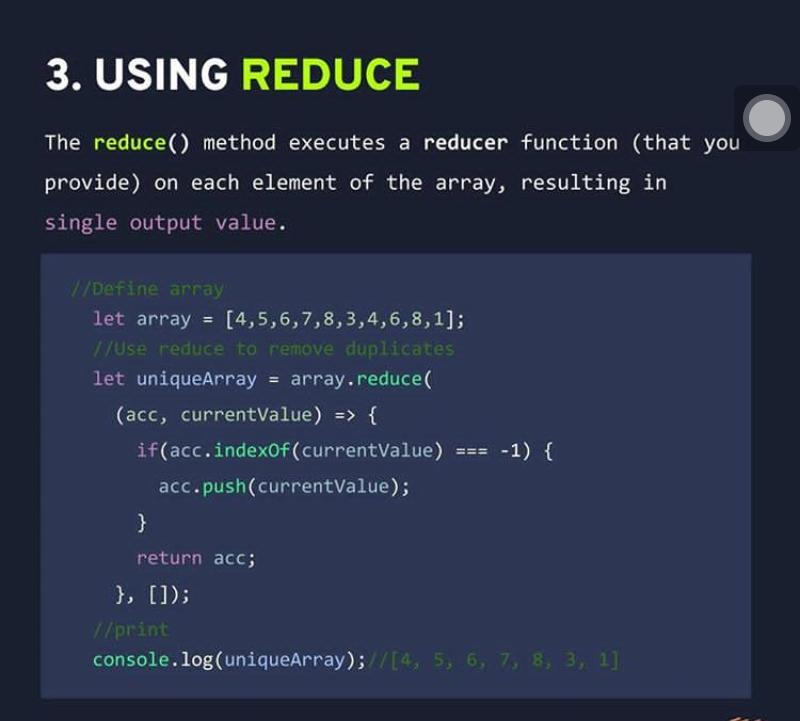 3. USING REDUCE
The reduce() method executes a reducer function (that you
provide) on each element of the array, resulting in
single output value.
//Define array
let array = [4,5,6,7,8,3,4,6,8,1];
//Use reduce to remove duplicates
let uniqueArray = array.reduce(
(acc, currentValue) => {
if(acc.indexOf(currentValue) === -1) {
acc.push(currentValue);
}
return acc;
}, []);
//print
console.log(uniqueArray);//[4, 5, 6, 7, 8, 3, 1]